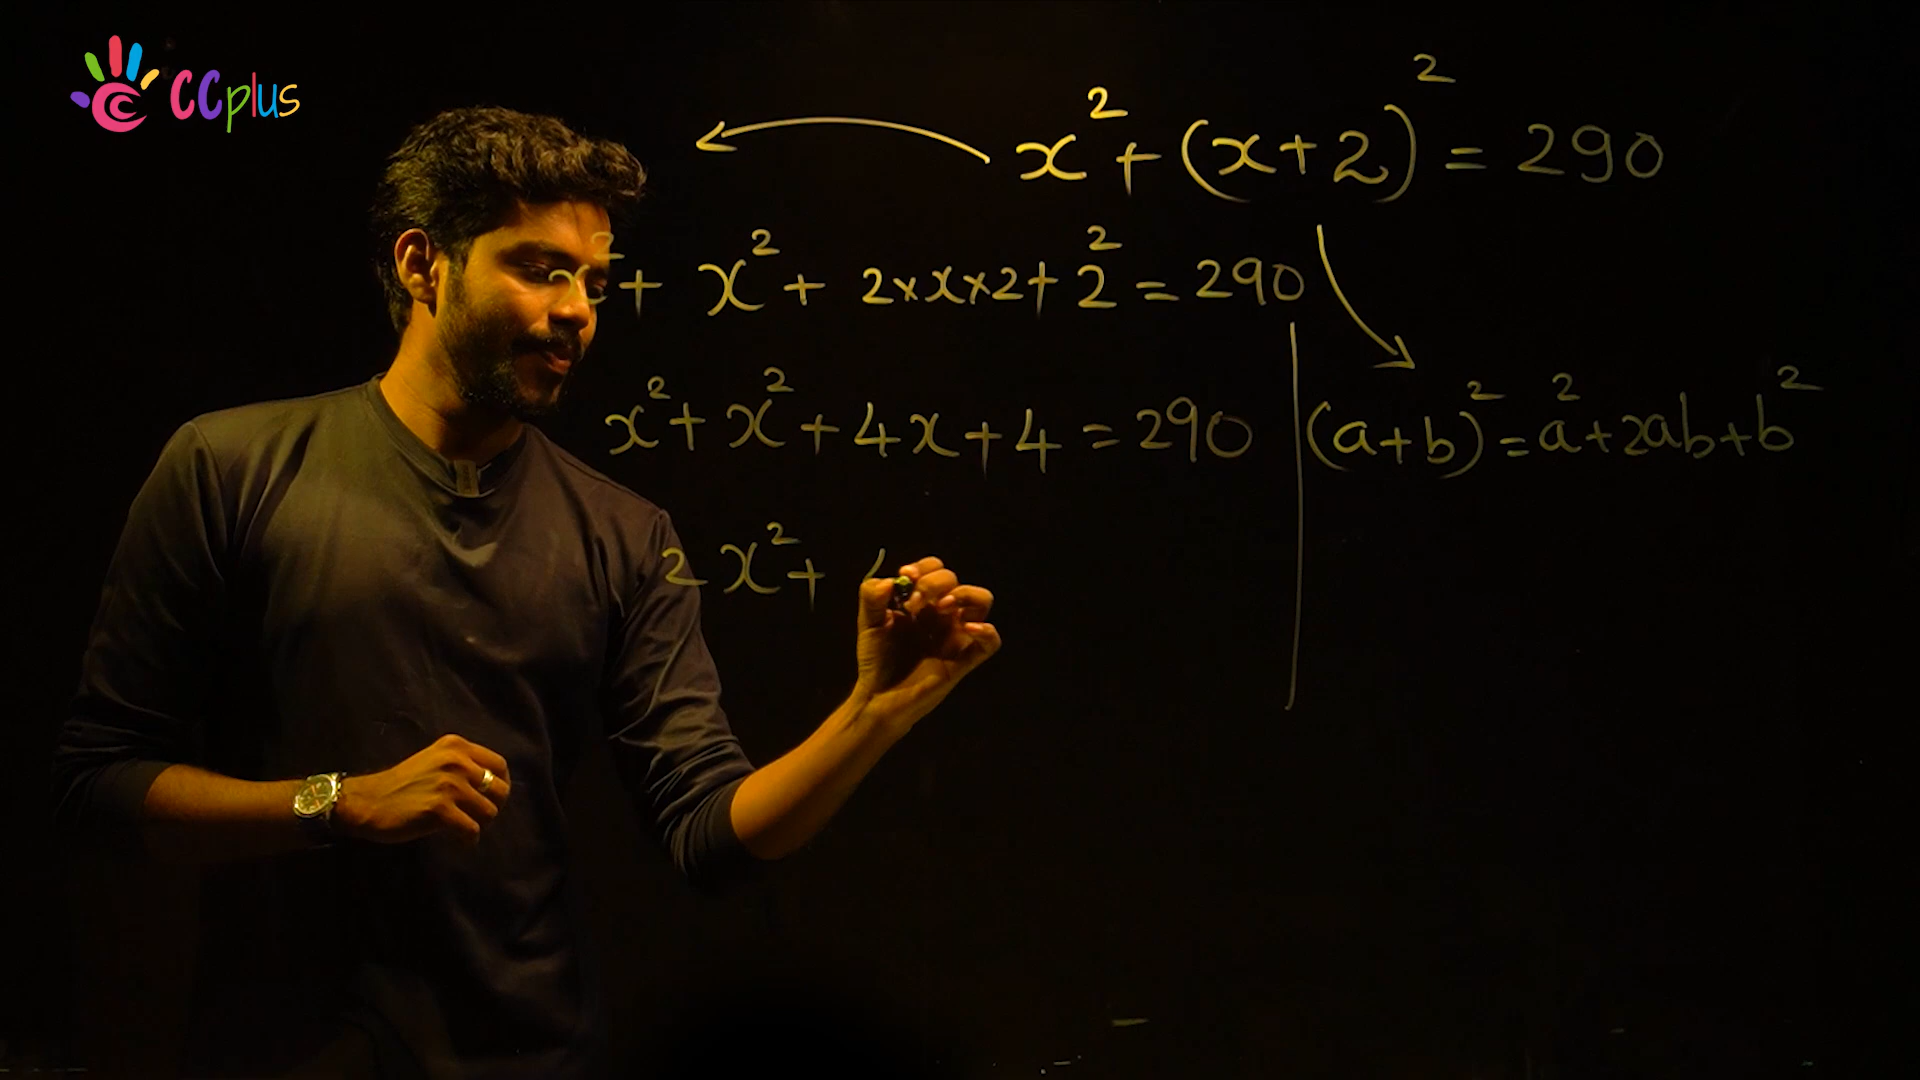 CCplus
x² + (x+2)² = 290
x² + x² + 2×x×2 + 2² = 290
x² + x² + 4x + 4 = 290
(a+b)² = a² + 2ab + b²
2x² + 4